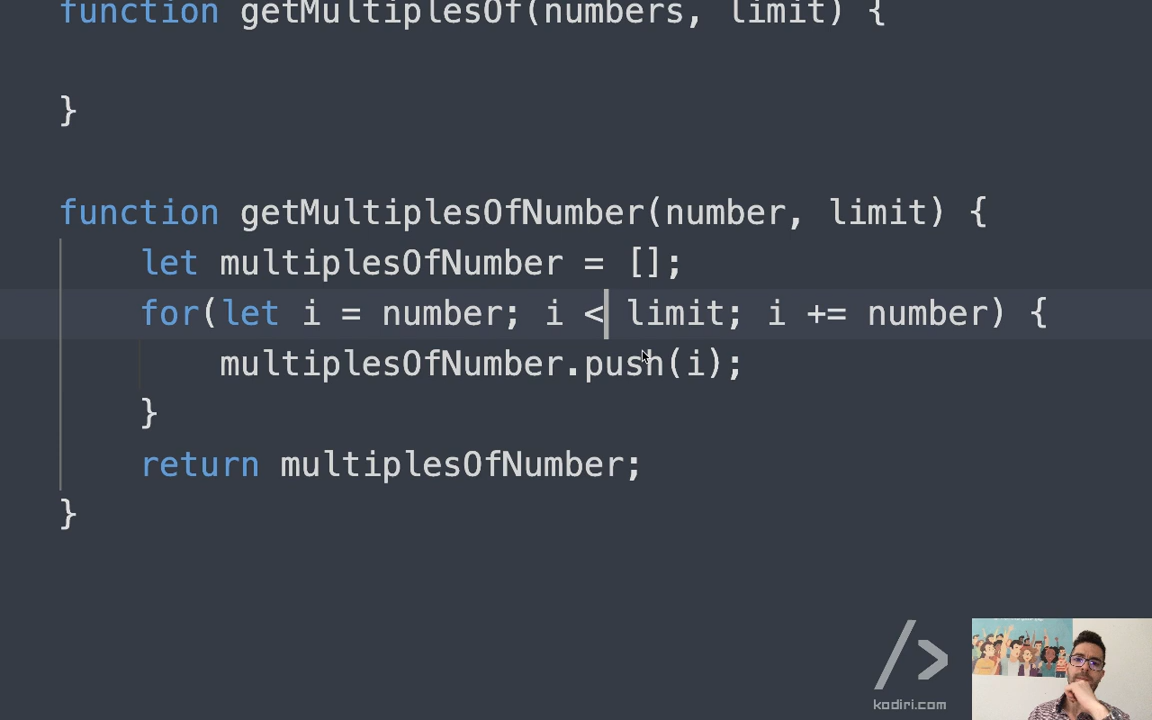 function getMultiplesOf(numbers, limit) {
}
function getMultiplesOfNumber(number, limit) {
let multiplesOfNumber = [];
for(let i = number; i < limit; i += number) {
multiplesOfNumber.push(i);
}
return multiplesOfNumber;
}
/>
kodiri.com